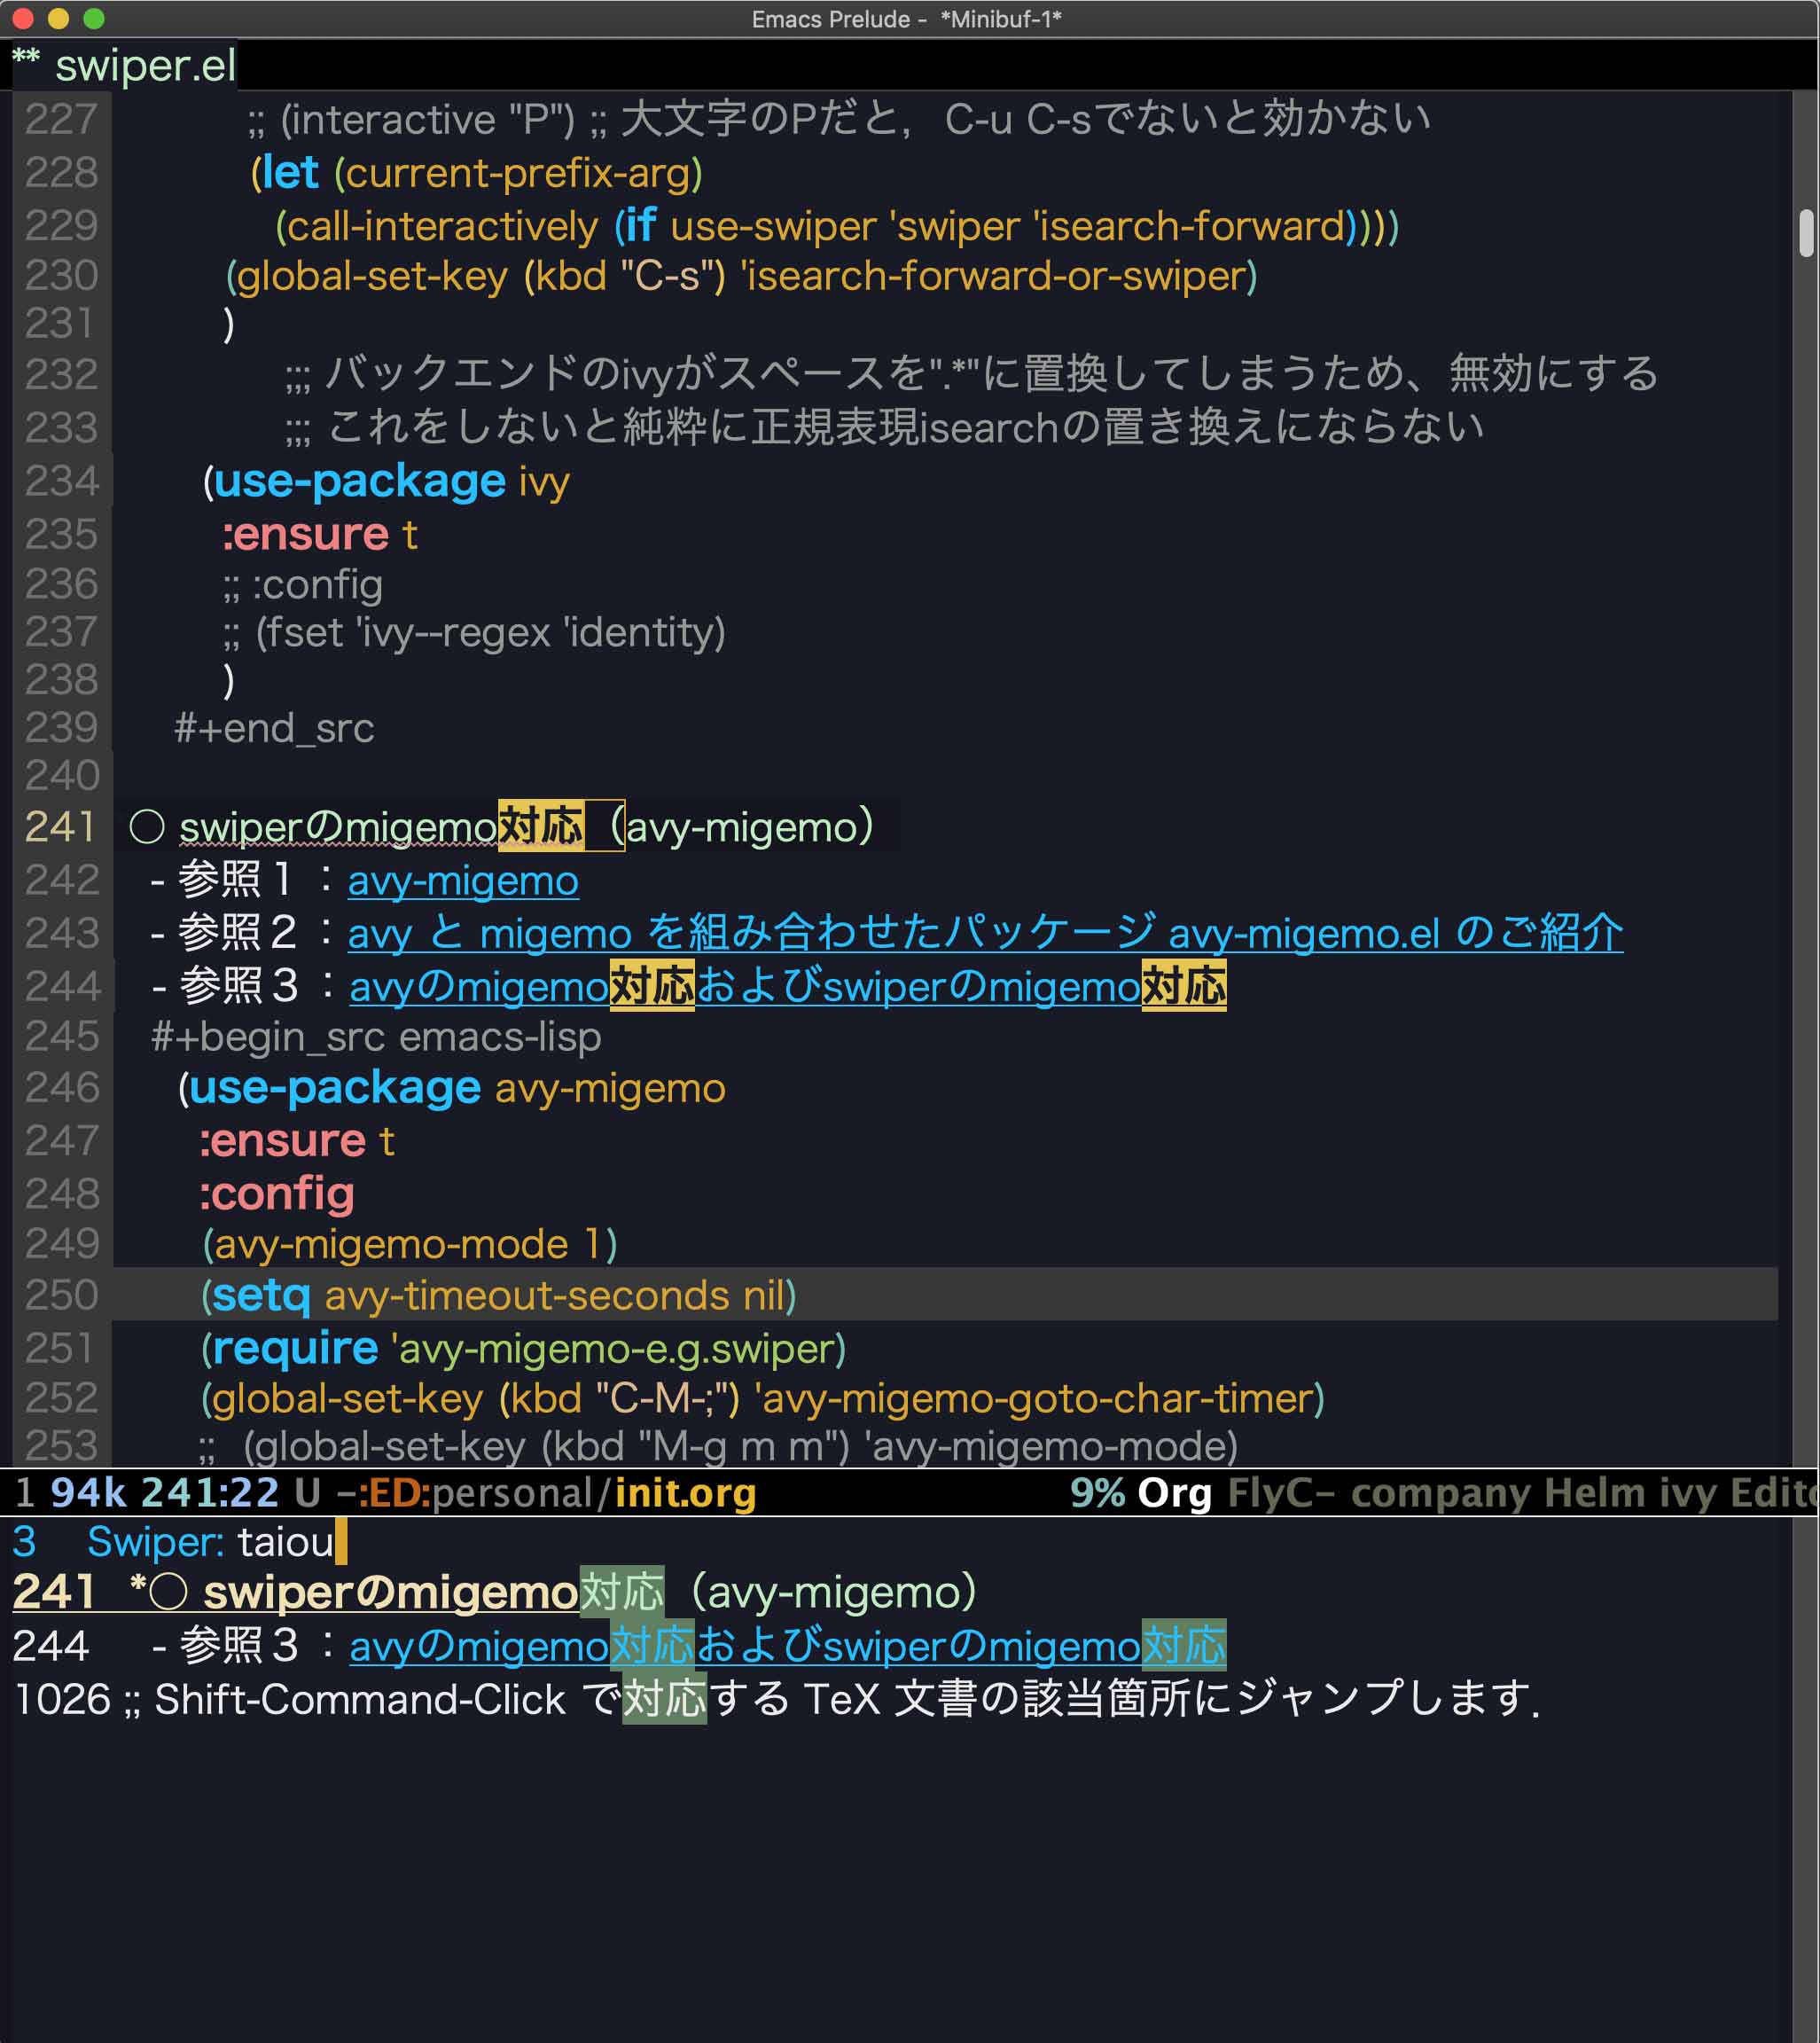 Emacs Prelude - *Minibuf-1*
** swiper.el
227 ;; (interactive "P") ;; 大文字のPだと，C-u C-sでないと効かない
228 (let (current-prefix-arg)
229 (call-interactively (if use-swiper 'swiper 'isearch-forward))))
230 (global-set-key (kbd "C-s") 'isearch-forward-or-swiper)
231 )
232 ;;; バックエンドのivyがスペースを".*"に置換してしまうため、無効にする
233 ;;; これをしないと純粋に正規表現isearchの置き換えにならない
234 (use-package ivy
235 :ensure t
236 ;; :config
237 ;; (fset 'ivy--regex 'identity)
238 )
239 #+end_src
240
241 ○ swiperのmigemo対応（avy-migemo）
242 - 参照１：avy-migemo
243 - 参照２：avy と migemo を組み合わせたパッケージ avy-migemo.el のご紹介
244 - 参照３：avyのmigemo対応およびswiperのmigemo対応
245 #+begin_src emacs-lisp
246 (use-package avy-migemo
247 :ensure t
248 :config
249 (avy-migemo-mode 1)
250 (setq avy-timeout-seconds nil)
251 (require 'avy-migemo-e.g.swiper)
252 (global-set-key (kbd "C-M-;") 'avy-migemo-goto-char-timer)
253 ;; (global-set-key (kbd "M-g m m") 'avy-migemo-mode)
1 94k 241:22 U -:ED:personal/init.org 9% Org FlyC- company Helm ivy Edit
3 Swiper: taiou
241 *○ swiperのmigemo対応（avy-migemo）
244 - 参照３：avyのmigemo対応およびswiperのmigemo対応
1026 ;; Shift-Command-Click で対応する TeX 文書の該当箇所にジャンプします．